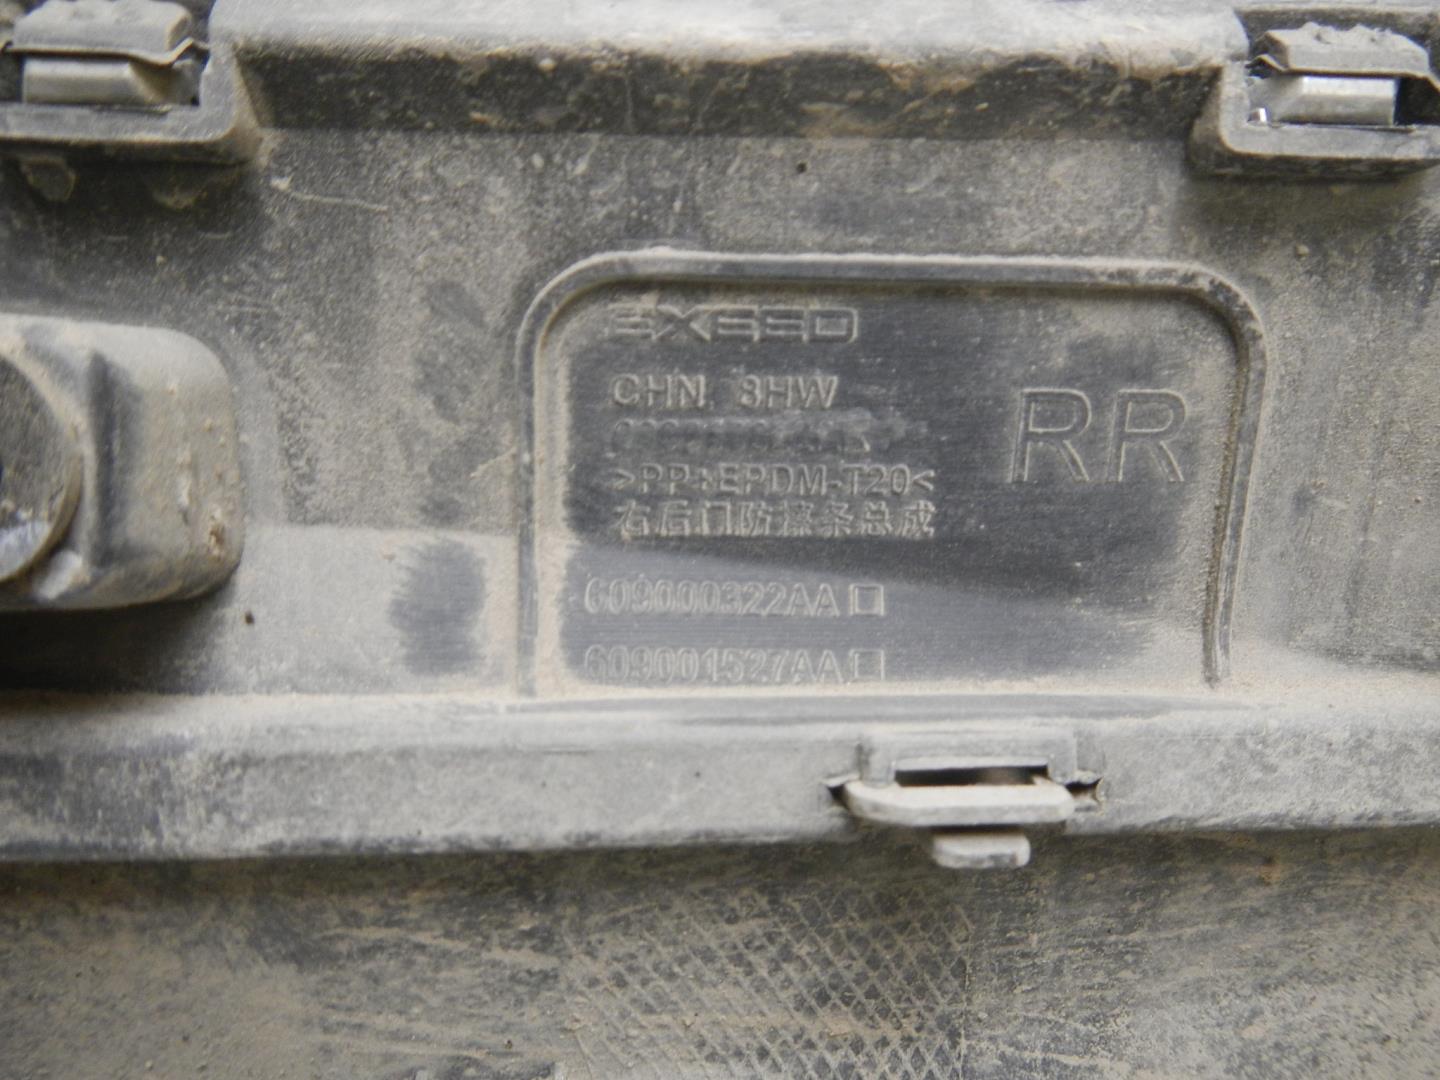 EXEED
CHN. 8HW
>PP+EPDM-T20<
右后门防擦条总成
RR
609000322AA
609001527AA